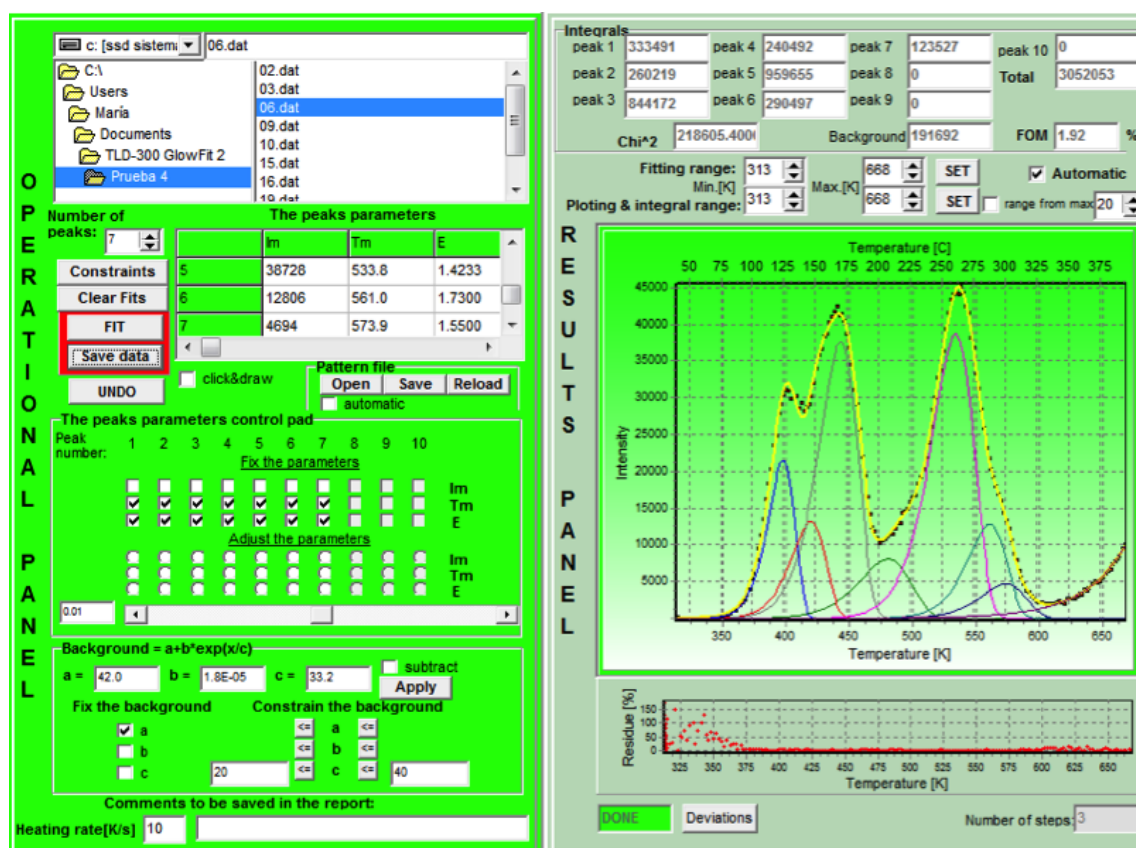 c: [ssd sistema 06.dat
C:\
Users
María
Documents
TLD-300 GlowFit 2
Prueba 4
02.dat
03.dat
06.dat
09.dat
10.dat
15.dat
16.dat
19.dat
OPERATIONAL PANEL
Number of peaks: 7
The peaks parameters
Im Tm E
5 38728 533.8 1.4233
6 12806 561.0 1.7300
7 4694 573.9 1.5500
Constraints
Clear Fits
FIT
Save data
UNDO
click&draw
Pattern file
Open Save Reload
automatic
The peaks parameters control pad
Peak number: 1 2 3 4 5 6 7 8 9 10
Fix the parameters
Im
Tm
E
Adjust the parameters
Im
Tm
E
0.01
Background = a+b*exp(x/c)
a = 42.0 b = 1.8E-05 c = 33.2
subtract
Apply
Fix the background Constrain the background
a <= a <=
b <= b <=
c 20 <= c <= 40
Comments to be saved in the report:
Heating rate[K/s] 10
Integrals
peak 1 333491 peak 4 240492 peak 7 123527 peak 10 0
peak 2 260219 peak 5 959655 peak 8 0 Total 3052053
peak 3 844172 peak 6 290497 peak 9 0
Chi^2 218605.400 Background 191692 FOM 1.92 %
Fitting range: 313 668 SET Automatic
Min.[K] Max.[K]
Ploting & integral range: 313 668 SET range from max 20
RESULTS PANEL
Temperature [C]
50 75 100 125 150 175 200 225 250 275 300 325 350 375
45000
40000
35000
30000
25000
20000
15000
10000
5000
Intensity
350 400 450 500 550 600 650
Temperature [K]
Residue [%]
150
100
50
0
325 350 375 400 425 450 475 500 525 550 575 600 625 650
Temperature [K]
DONE Deviations Number of steps: 3